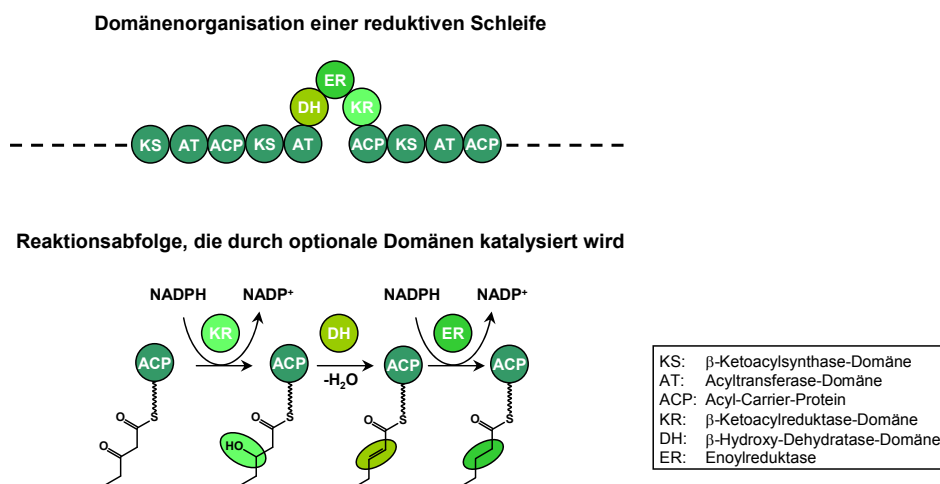 Domänenorganisation einer reduktiven Schleife
ER
DH KR
KS AT ACP KS AT ACP KS AT ACP
Reaktionsabfolge, die durch optionale Domänen katalysiert wird
NADPH NADP+ NADPH NADP+
KR DH ER
ACP ACP -H2O ACP ACP
S S S S
O O O O
O HO
KS: β-Ketoacylsynthase-Domäne
AT: Acyltransferase-Domäne
ACP: Acyl-Carrier-Protein
KR: β-Ketoacylreduktase-Domäne
DH: β-Hydroxy-Dehydratase-Domäne
ER: Enoylreduktase